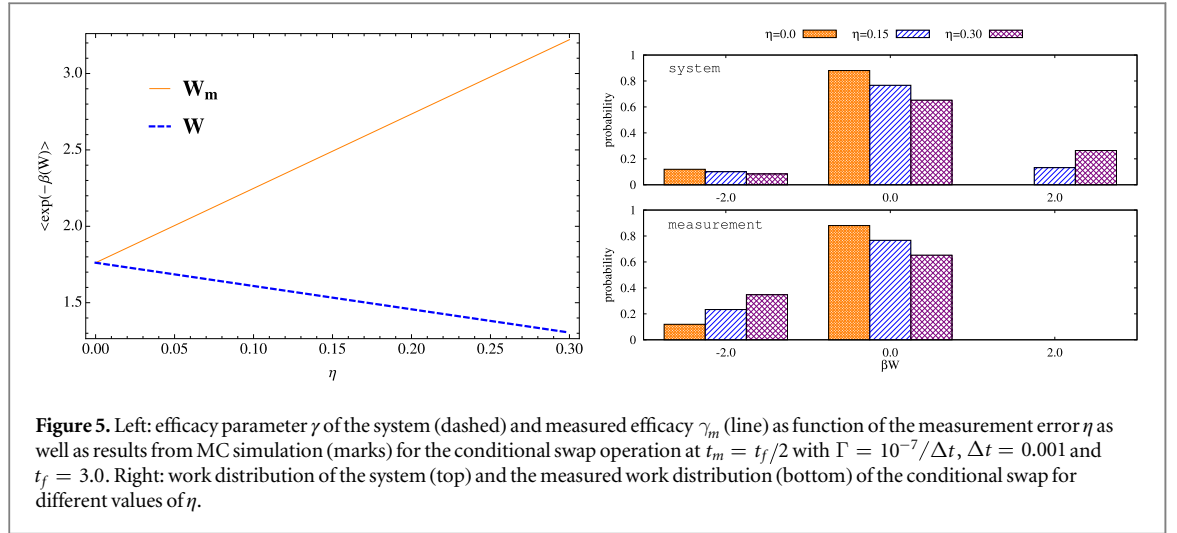 <exp(−β(W)>
3.0
2.5
2.0
1.5
W_m
W
0.00 0.05 0.10 0.15 0.20 0.25 0.30
η
η=0.0 η=0.15 η=0.30
system
probability
1
0.8
0.6
0.4
0.2
0
-2.0 0.0 2.0
measurement
probability
1
0.8
0.6
0.4
0.2
0
-2.0 0.0 2.0
βW
Figure 5. Left: efficacy parameter γ of the system (dashed) and measured efficacy γ_m (line) as function of the measurement error η as
well as results from MC simulation (marks) for the conditional swap operation at t_m = t_f/2 with Γ = 10^−7/Δt, Δt = 0.001 and
t_f = 3.0. Right: work distribution of the system (top) and the measured work distribution (bottom) of the conditional swap for
different values of η.